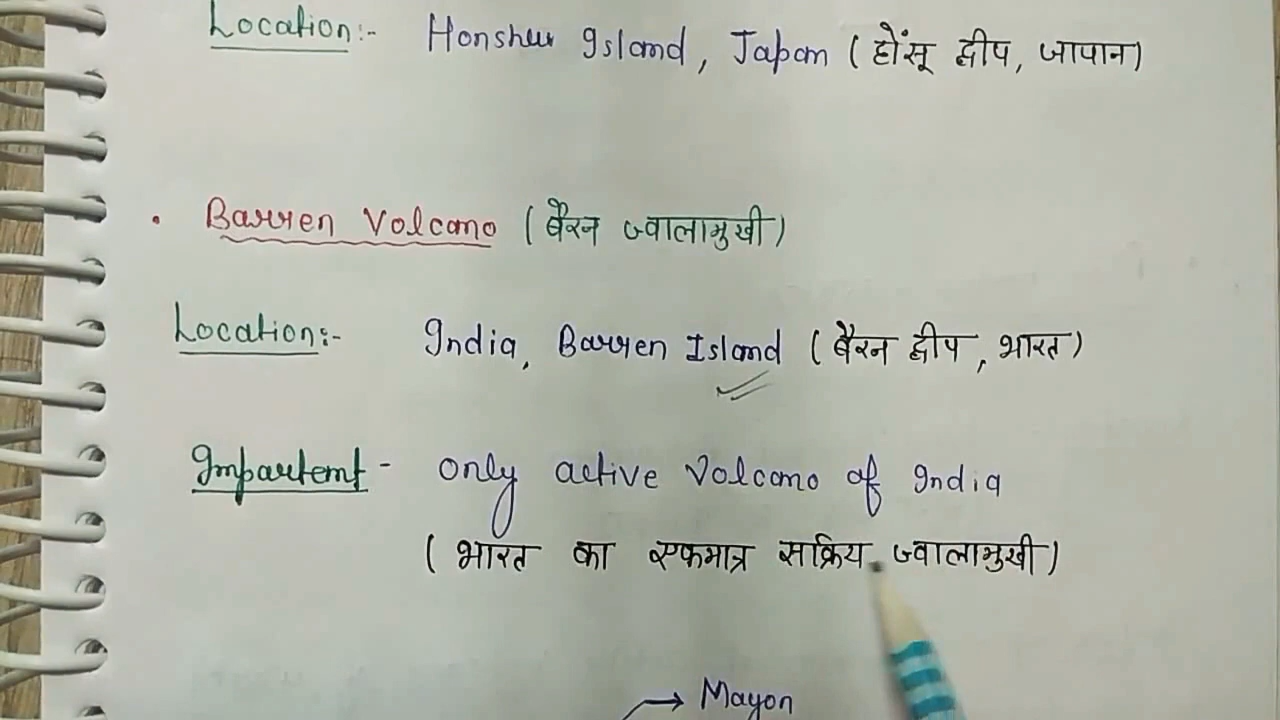 Location:- Honshu Island, Japan (होंसू द्वीप, जापान)
• Barren Volcano (बैरन ज्वालामुखी)
Location:- India, Barren Island (बैरन द्वीप, भारत)
Important - only active Volcano of India
(भारत का एकमात्र सक्रिय ज्वालामुखी)
→ Mayon